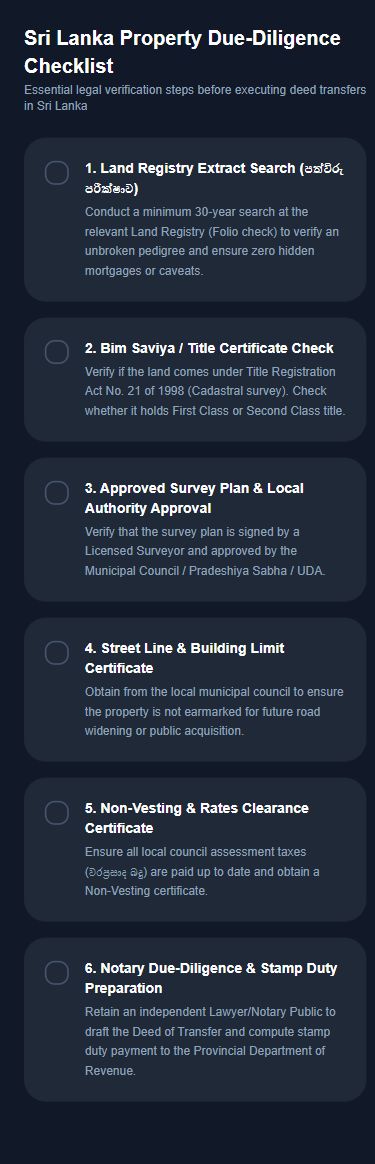 Sri Lanka Property Due-Diligence
Checklist
Essential legal verification steps before executing deed transfers
in Sri Lanka
1. Land Registry Extract Search (පත්විරු
පරීක්ෂාව)
Conduct a minimum 30-year search at the
relevant Land Registry (Folio check) to verify an
unbroken pedigree and ensure zero hidden
mortgages or caveats.
2. Bim Saviya / Title Certificate Check
Verify if the land comes under Title Registration
Act No. 21 of 1998 (Cadastral survey). Check
whether it holds First Class or Second Class title.
3. Approved Survey Plan & Local
Authority Approval
Verify that the survey plan is signed by a
Licensed Surveyor and approved by the
Municipal Council / Pradeshiya Sabha / UDA.
4. Street Line & Building Limit
Certificate
Obtain from the local municipal council to ensure
the property is not earmarked for future road
widening or public acquisition.
5. Non-Vesting & Rates Clearance
Certificate
Ensure all local council assessment taxes
(වරප්‍රසාද බදු) are paid up to date and obtain a
Non-Vesting certificate.
6. Notary Due-Diligence & Stamp Duty
Preparation
Retain an independent Lawyer/Notary Public to
draft the Deed of Transfer and compute stamp
duty payment to the Provincial Department of
Revenue.